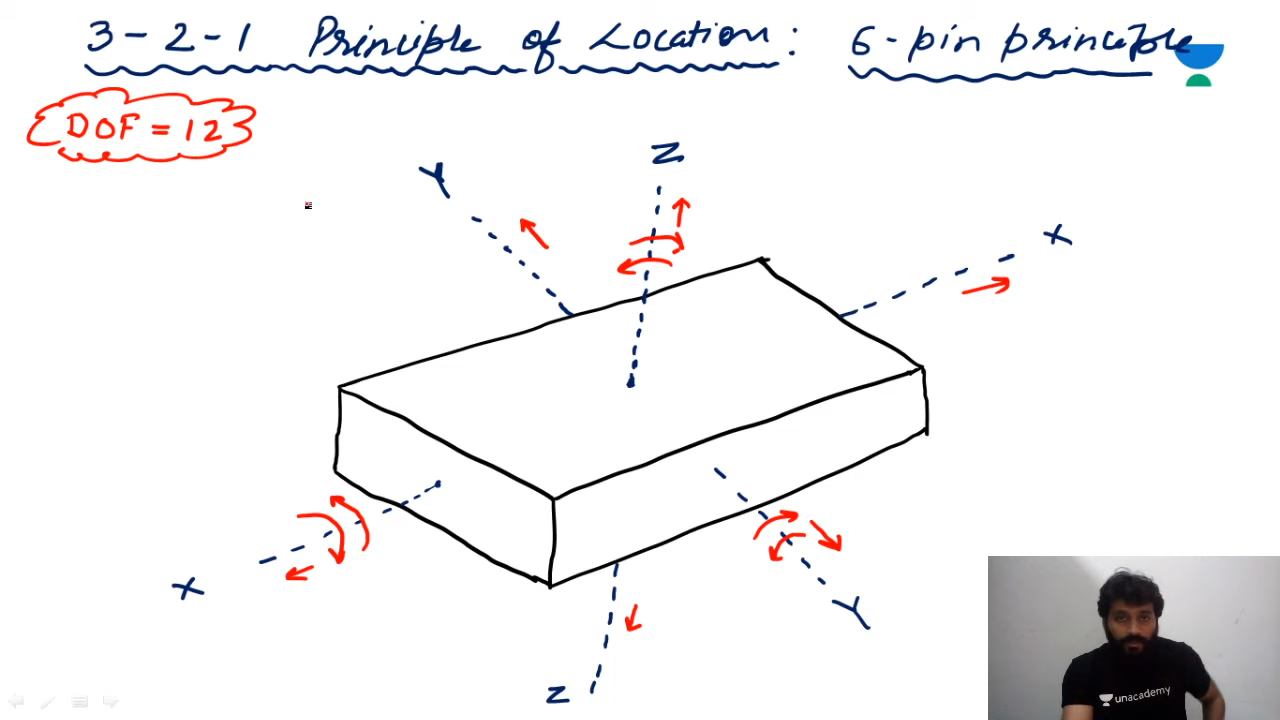 3-2-1 Principle of Location: 6-pin principle
DOF = 12
Z
Y
X
X
Y
Z
unacademy